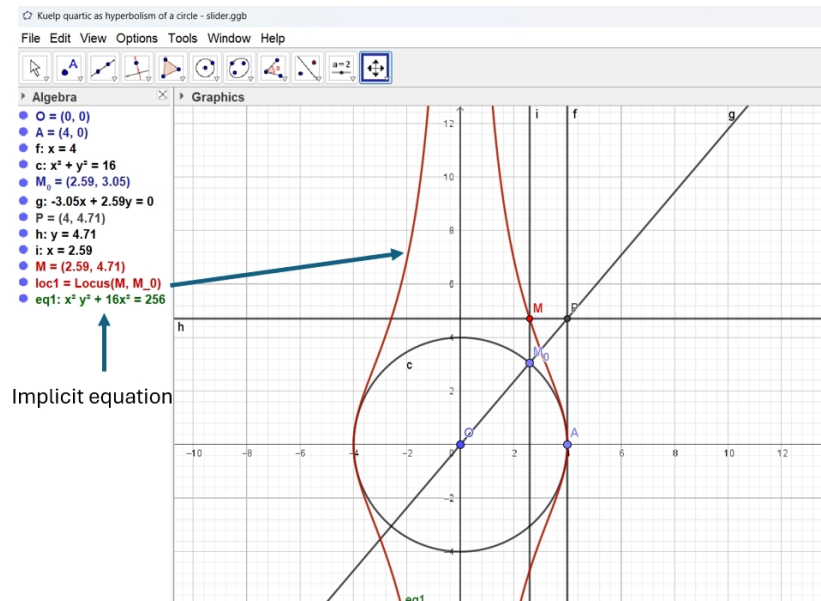 Kuelp quartic as hyperbolism of a circle - slider.ggb
File Edit View Options Tools Window Help
A
a=2
Algebra
Graphics
O = (0, 0)
A = (4, 0)
f: x = 4
c: x² + y² = 16
M₀ = (2.59, 3.05)
g: -3.05x + 2.59y = 0
P = (4, 4.71)
h: y = 4.71
i: x = 2.59
M = (2.59, 4.71)
loc1 = Locus(M, M_0)
eq1: x² y² + 16x² = 256
Implicit equation
i f g
12
10
8
6
M P
h
4
c M₀
2
O A
-10 -8 -6 -4 -2 0 2 4 6 8 10 12
-2
-4
eq1